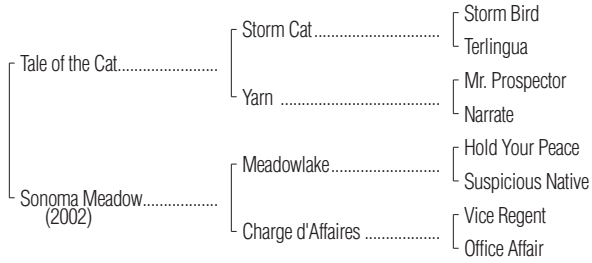 Storm Bird
Storm Cat........................................
Terlingua
Tale of the Cat..............................
Mr. Prospector
Yarn ..................................................
Narrate
Hold Your Peace
Meadowlake...................................
Suspicious Native
Sonoma Meadow.......................
(2002)
Vice Regent
Charge d'Affaires ........................
Office Affair